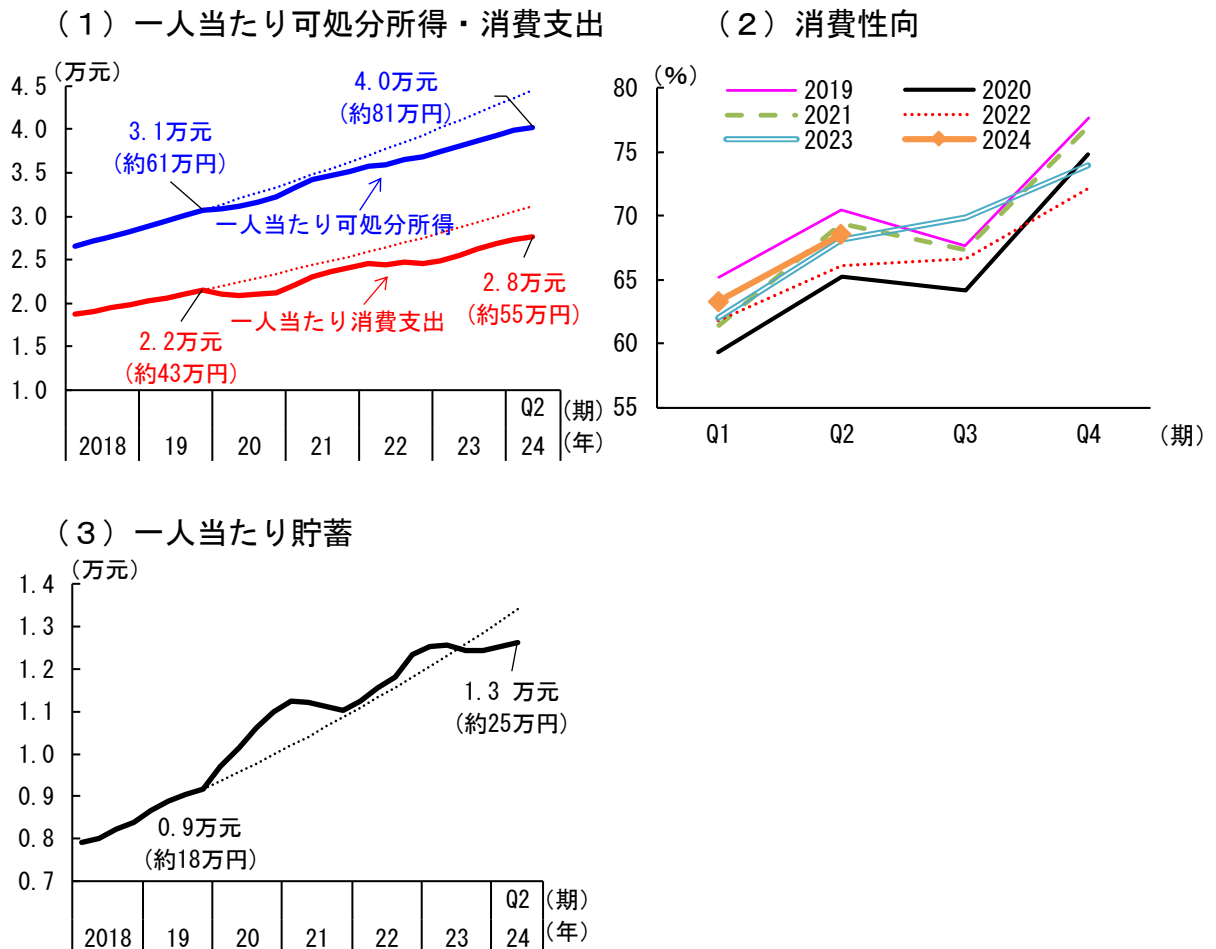 （１）一人当たり可処分所得・消費支出
(万元)
4.5
4.0
3.5
3.0
2.5
2.0
1.5
1.0
4.0万元
(約81万円)
3.1万元
(約61万円)
一人当たり可処分所得
一人当たり消費支出
2.2万元
(約43万円)
2.8万元
(約55万円)
Q2 (期)
2018 19 20 21 22 23 24 (年)
（２）消費性向
(%)
80
75
70
65
60
55
2019 2020
2021 2022
2023 2024
Q1 Q2 Q3 Q4 (期)
（３）一人当たり貯蓄
(万元)
1.4
1.3
1.2
1.1
1.0
0.9
0.8
0.7
1.3 万元
(約25万円)
0.9万元
(約18万円)
Q2 (期)
2018 19 20 21 22 23 24 (年)